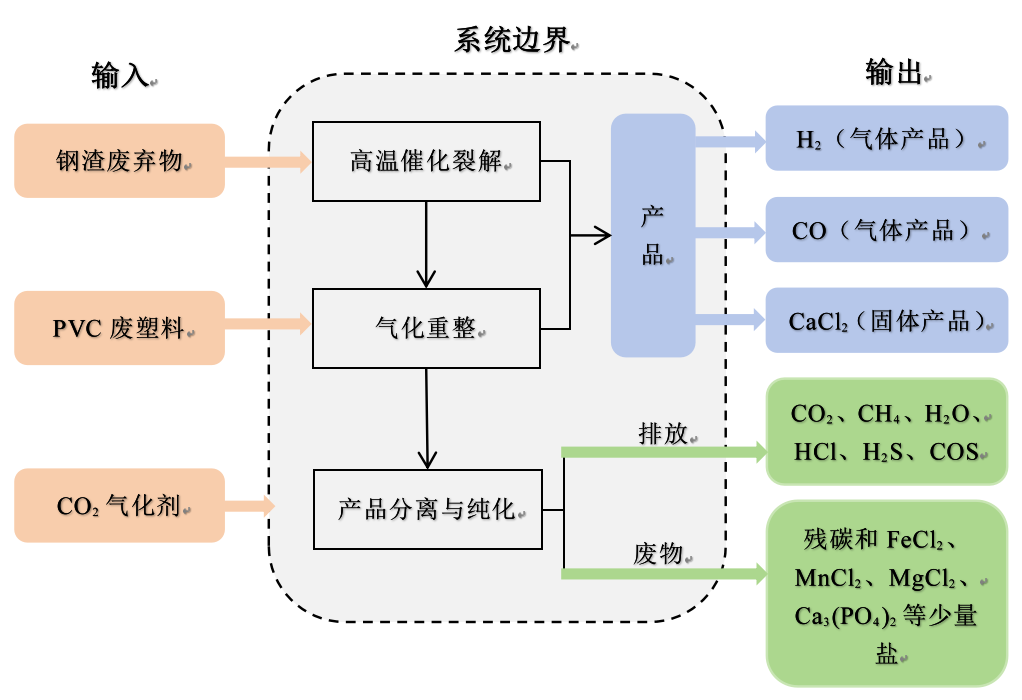 系统边界
输入
输出
钢渣废弃物
PVC 废塑料
CO₂ 气化剂
高温催化裂解
气化重整
产品分离与纯化
产
品
排放
废物
H₂（气体产品）
CO（气体产品）
CaCl₂（固体产品）
CO₂、CH₄、H₂O、
HCl、H₂S、COS
残碳和 FeCl₂、
MnCl₂、MgCl₂、
Ca₃(PO₄)₂ 等少量
盐